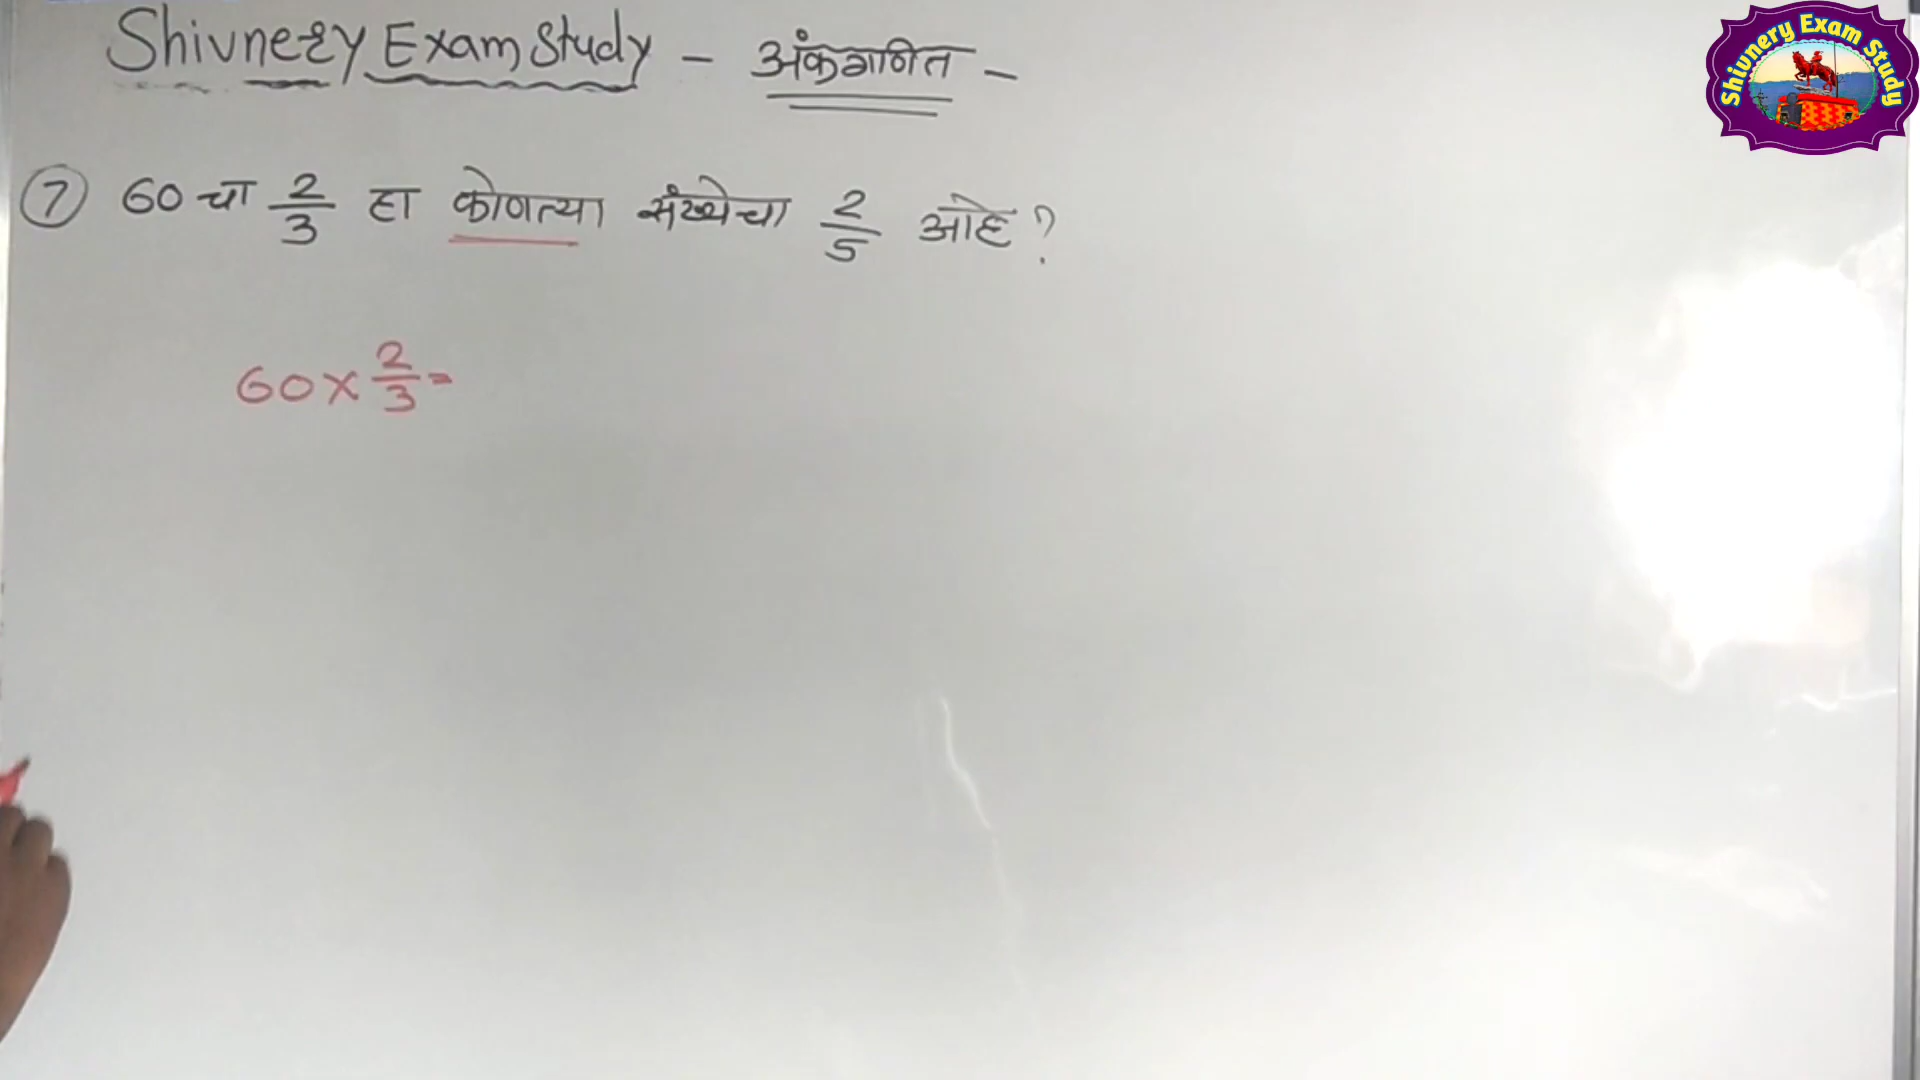 Shivnery Exam Study - अंकगणित -
Shivnery Exam Study
7 60 चा 2/3 हा कोणत्या संख्येचा 2/5 आहे?
60 × 2/3 =